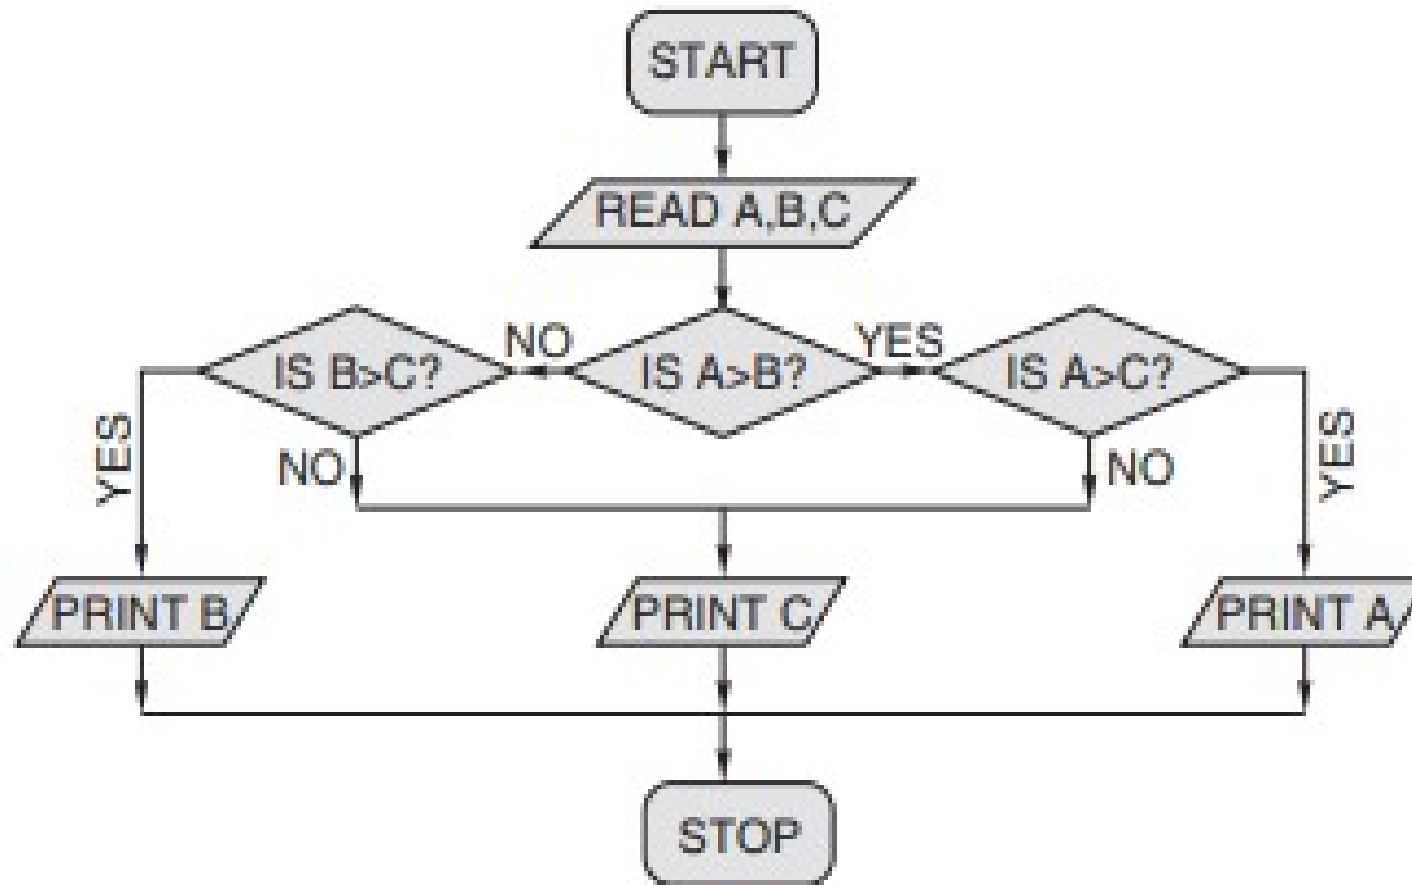 START
READ A,B,C
NO
YES
IS B>C?
IS A>B?
IS A>C?
YES
NO
NO
YES
PRINT B
PRINT C
PRINT A
STOP